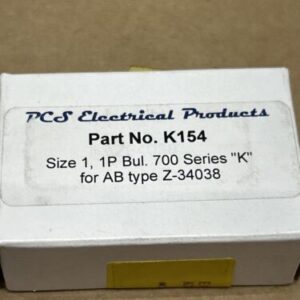 PCS Electrical Products
Part No. K154
Size 1, 1P Bul. 700 Series "K"
for AB type Z-34038